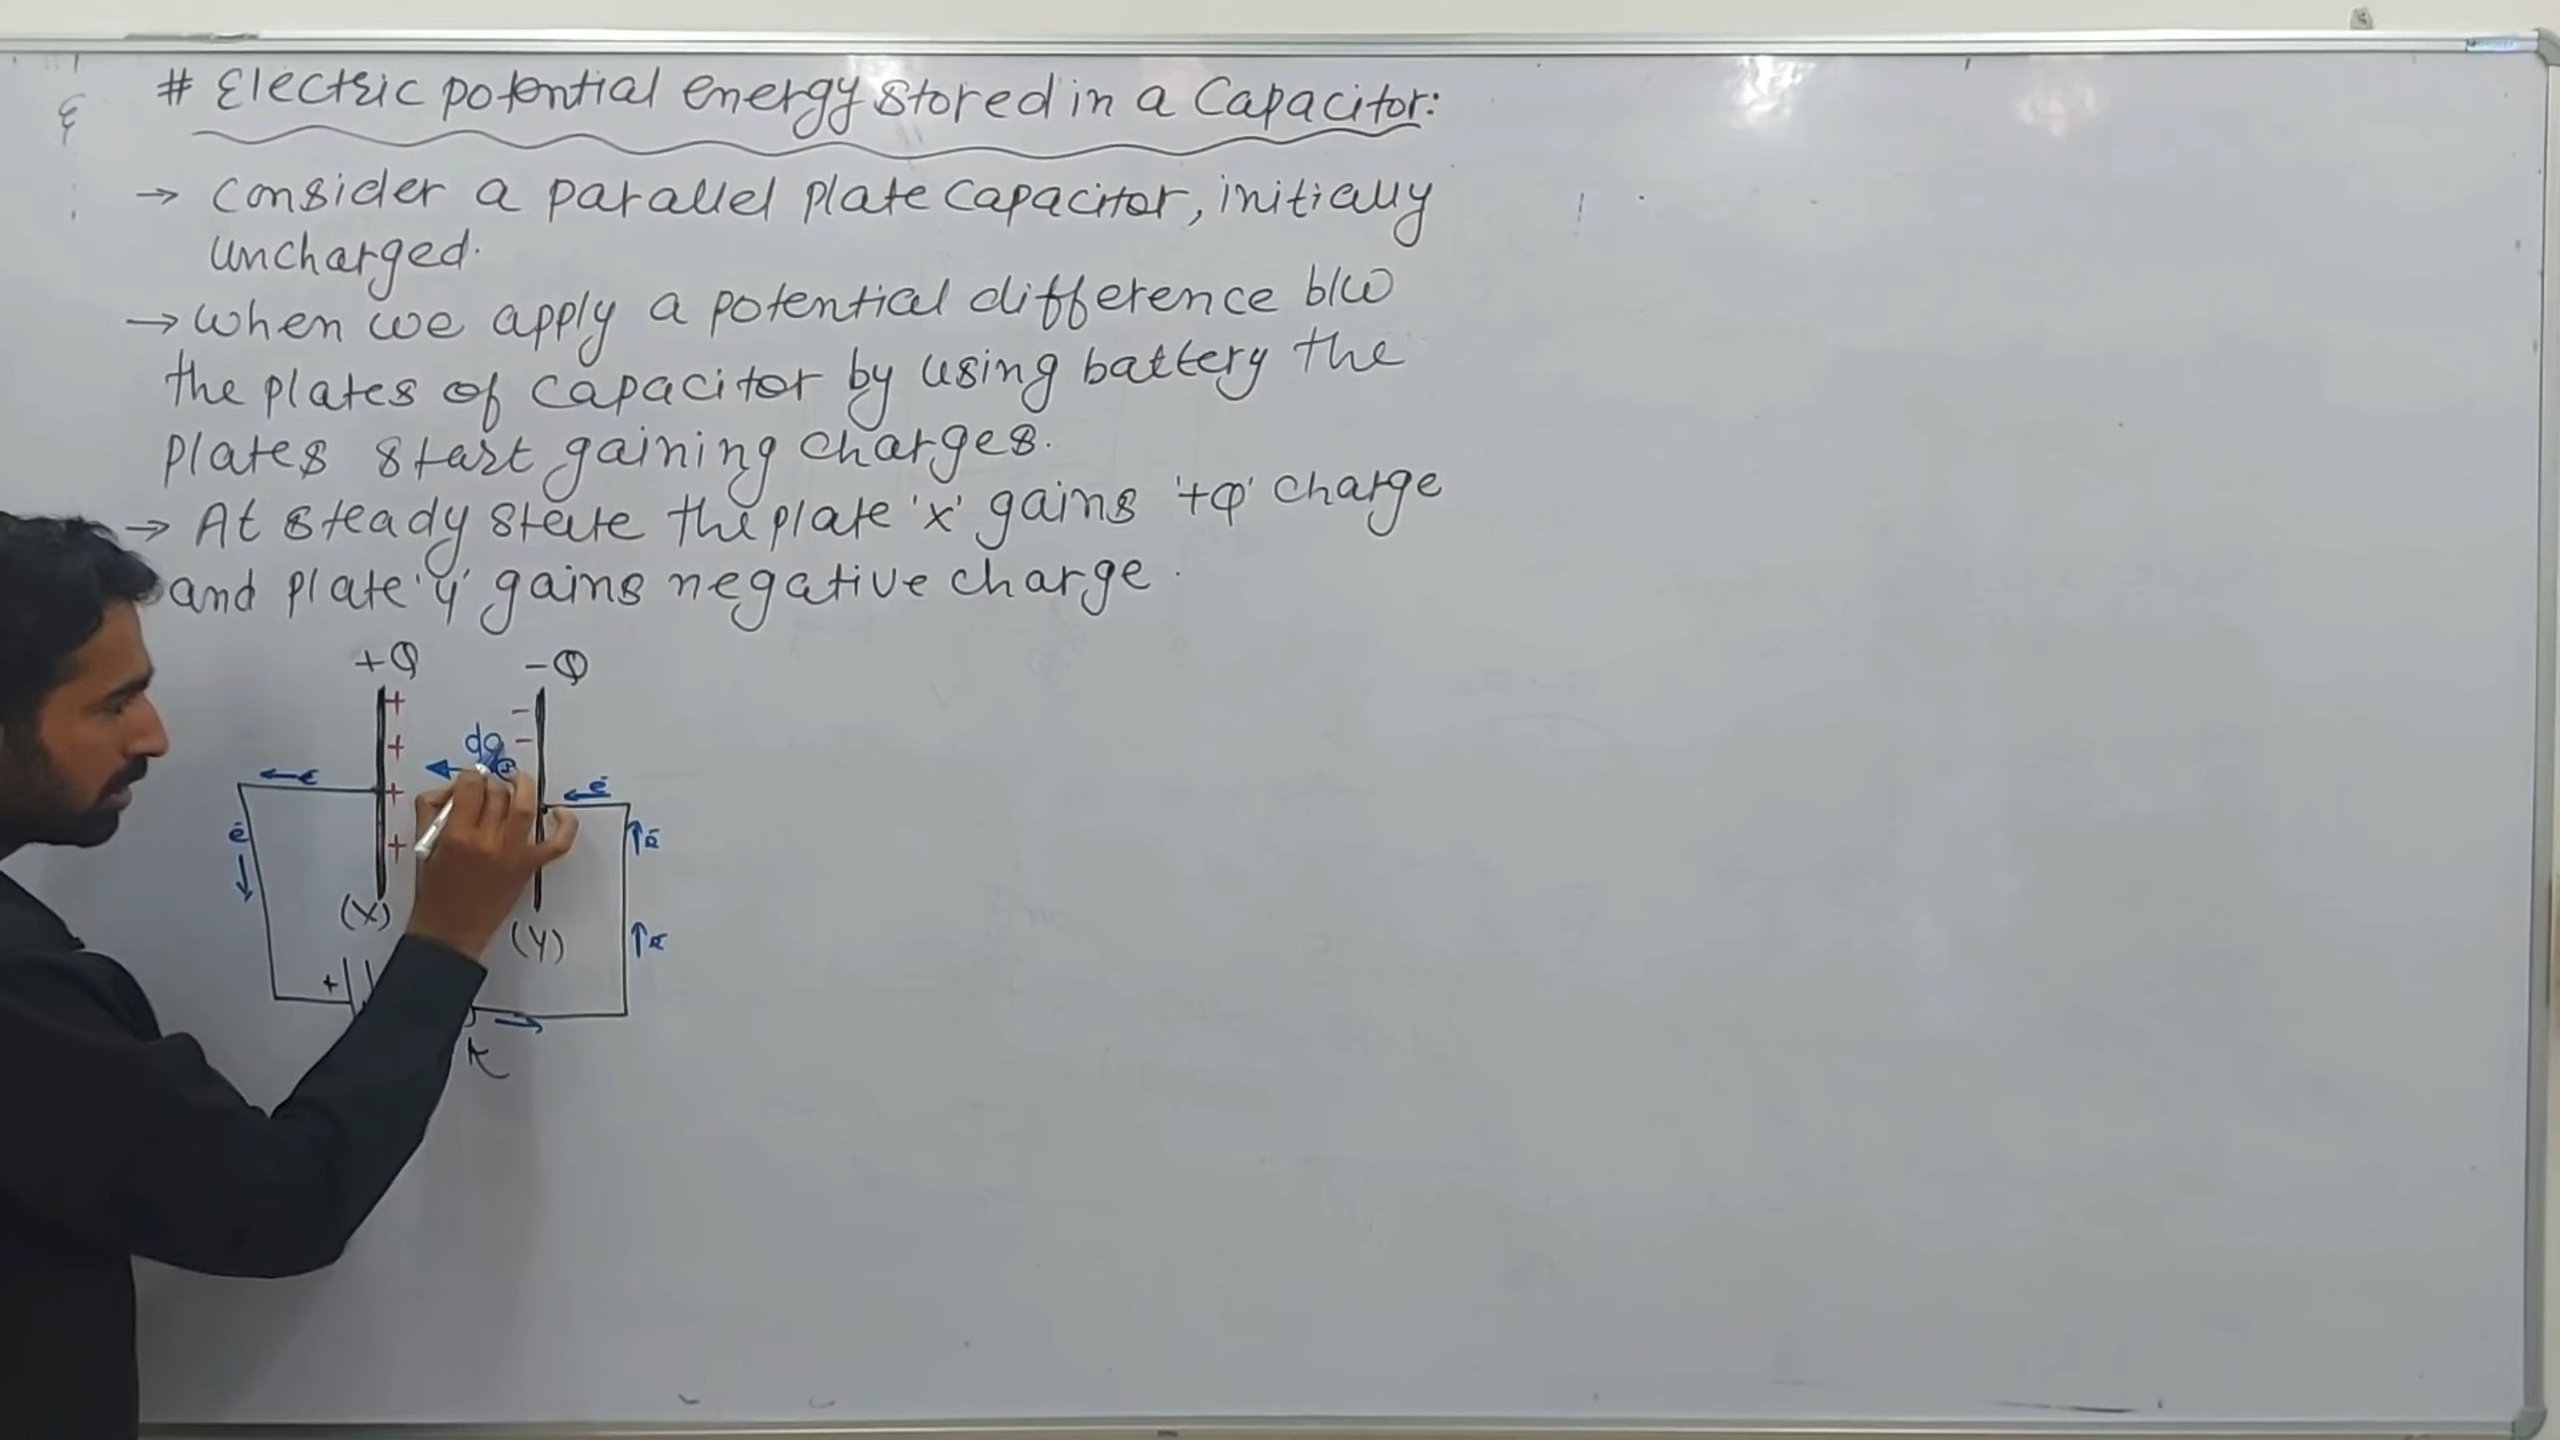 # Electric potential energy stored in a Capacitor:
→ Consider a parallel plate capacitor, initially
uncharged.
→ When we apply a potential difference b/w
the plates of capacitor by using battery the
plates start gaining charges.
→ At steady state the plate 'x' gains '+Q' charge
and plate 'y' gains negative charge.
+Q -Q
+ -
+ dq -
+
e⁻ + e⁻
e⁻ + e⁻
(X) (Y)
+
K